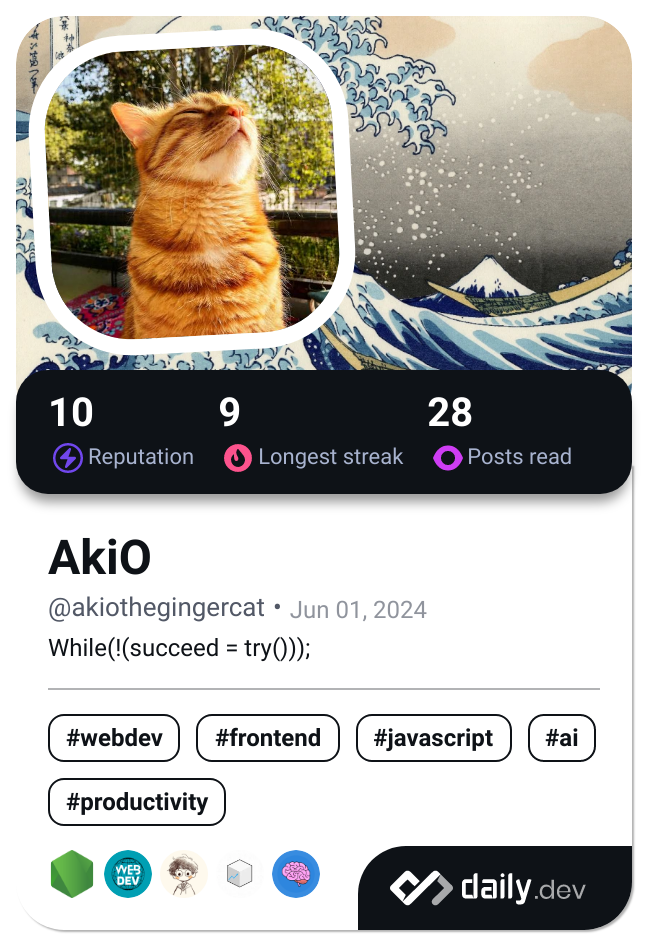 10
9
28
Reputation
Longest streak
Posts read
AkiO
@akiothegingercat • Jun 01, 2024
While(!(succeed = try()));
#webdev
#frontend
#javascript
#ai
#productivity
WEB
DEV
daily.dev